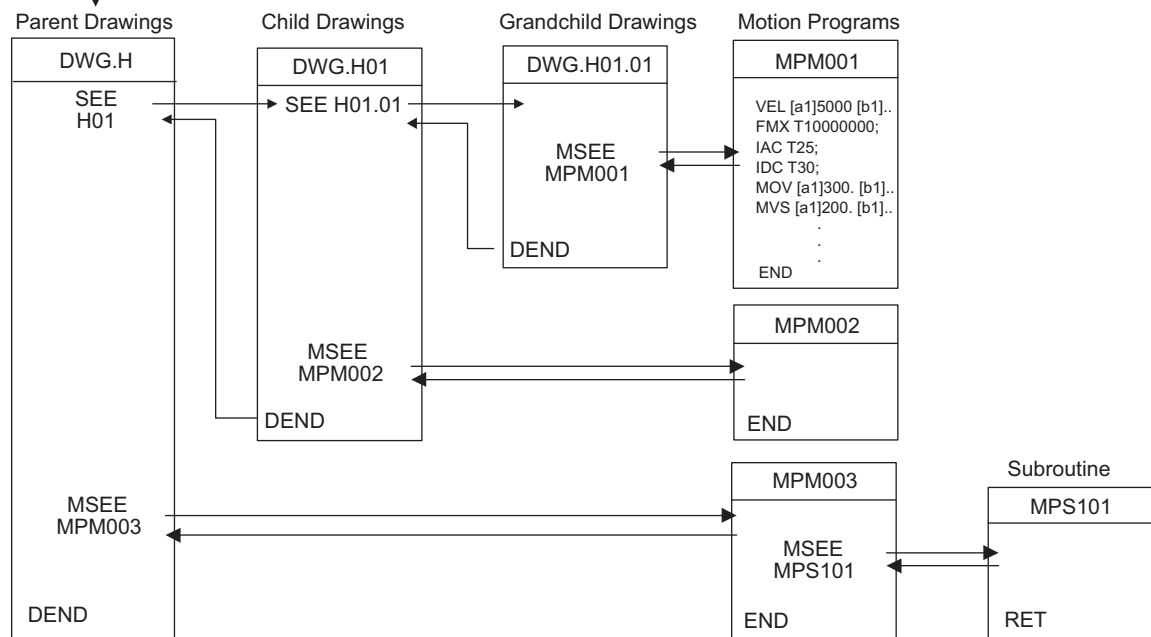 Parent Drawings
Child Drawings
Grandchild Drawings
Motion Programs
DWG.H
SEE
H01
MSEE
MPM003
DEND
DWG.H01
SEE H01.01
MSEE
MPM002
DEND
DWG.H01.01
MSEE
MPM001
DEND
MPM001
VEL [a1]5000 [b1]..
FMX T10000000;
IAC T25;
IDC T30;
MOV [a1]300. [b1]..
MVS [a1]200. [b1]..
.
.
.
END
MPM002
END
MPM003
MSEE
MPS101
END
Subroutine
MPS101
RET